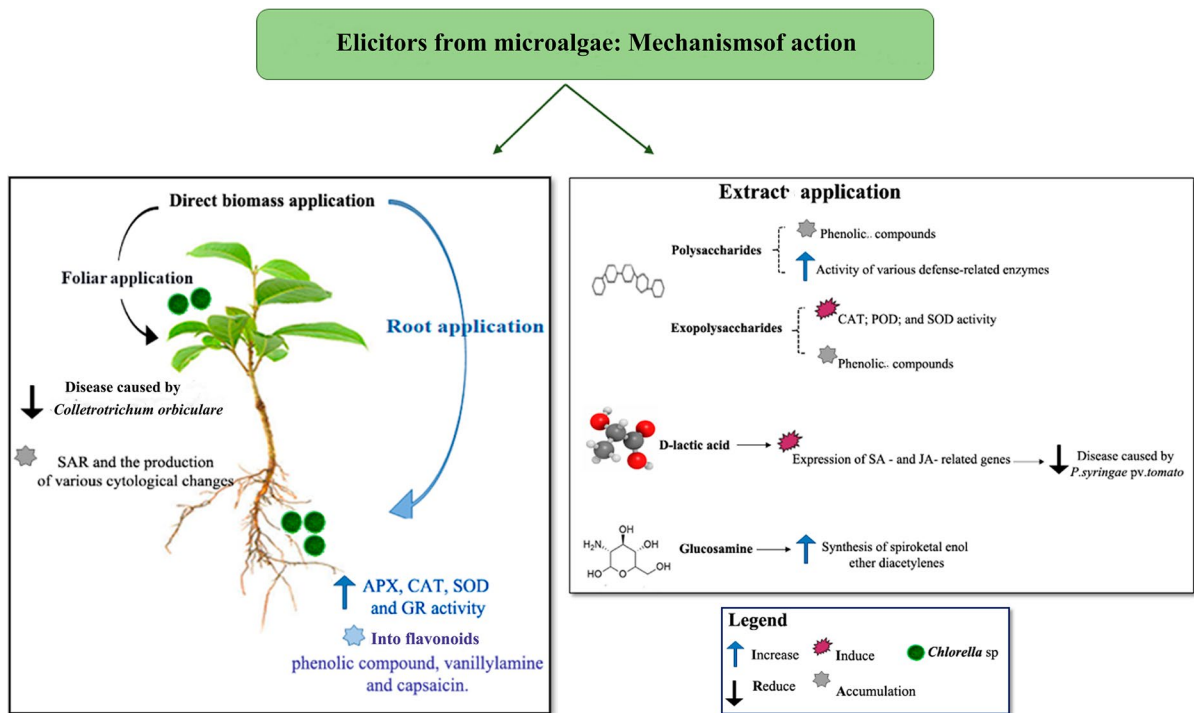 Elicitors from microalgae: Mechanismsof action
Direct biomass application
Foliar application
Root application
Disease caused by
Colletrotrichum orbiculare
SAR and the production
of various cytological changes
APX, CAT, SOD
and GR activity
Into flavonoids
phenolic compound, vanillylamine
and capsaicin.
Extract application
Polysaccharides
Phenolic.. compounds
Activity of various defense-related enzymes
Exopolysaccharides
CAT; POD; and SOD activity
Phenolic.. compounds
D-lactic acid
Expression of SA - and JA- related genes
Disease caused by
P.syringae pv.tomato
OH
H₂N
OH
HO
O
OH
Glucosamine
Synthesis of spiroketal enol
ether diacetylenes
Legend
Increase
Induce
Chlorella sp
Reduce
Accumulation